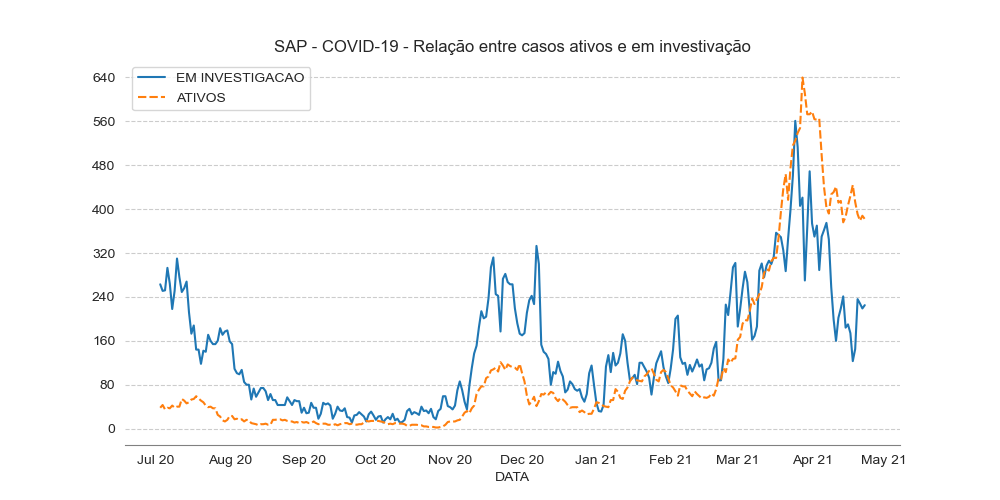 SAP - COVID-19 - Relação entre casos ativos e em investivação
EM INVESTIGACAO
ATIVOS
640
560
480
400
320
240
160
80
0
Jul 20 Aug 20 Sep 20 Oct 20 Nov 20 Dec 20 Jan 21 Feb 21 Mar 21 Apr 21 May 21
DATA